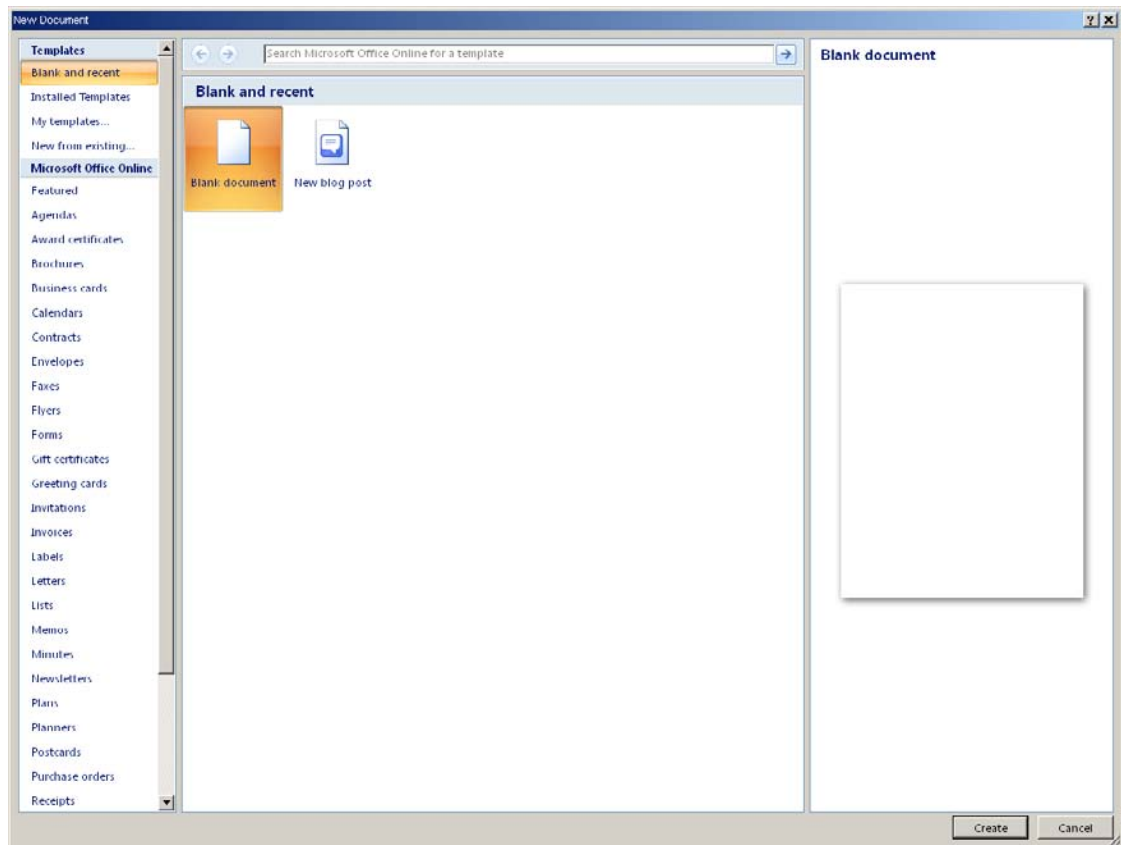 New Document
Templates
Blank and recent
Installed Templates
My templates...
New from existing...
Microsoft Office Online
Featured
Agendas
Award certificates
Brochures
Business cards
Calendars
Contracts
Envelopes
Faxes
Flyers
Forms
Gift certificates
Greeting cards
Invitations
Invoices
Labels
Letters
Lists
Memos
Minutes
Newsletters
Plans
Planners
Postcards
Purchase orders
Receipts
Search Microsoft Office Online for a template
Blank and recent
Blank document
New blog post
Blank document
Create
Cancel